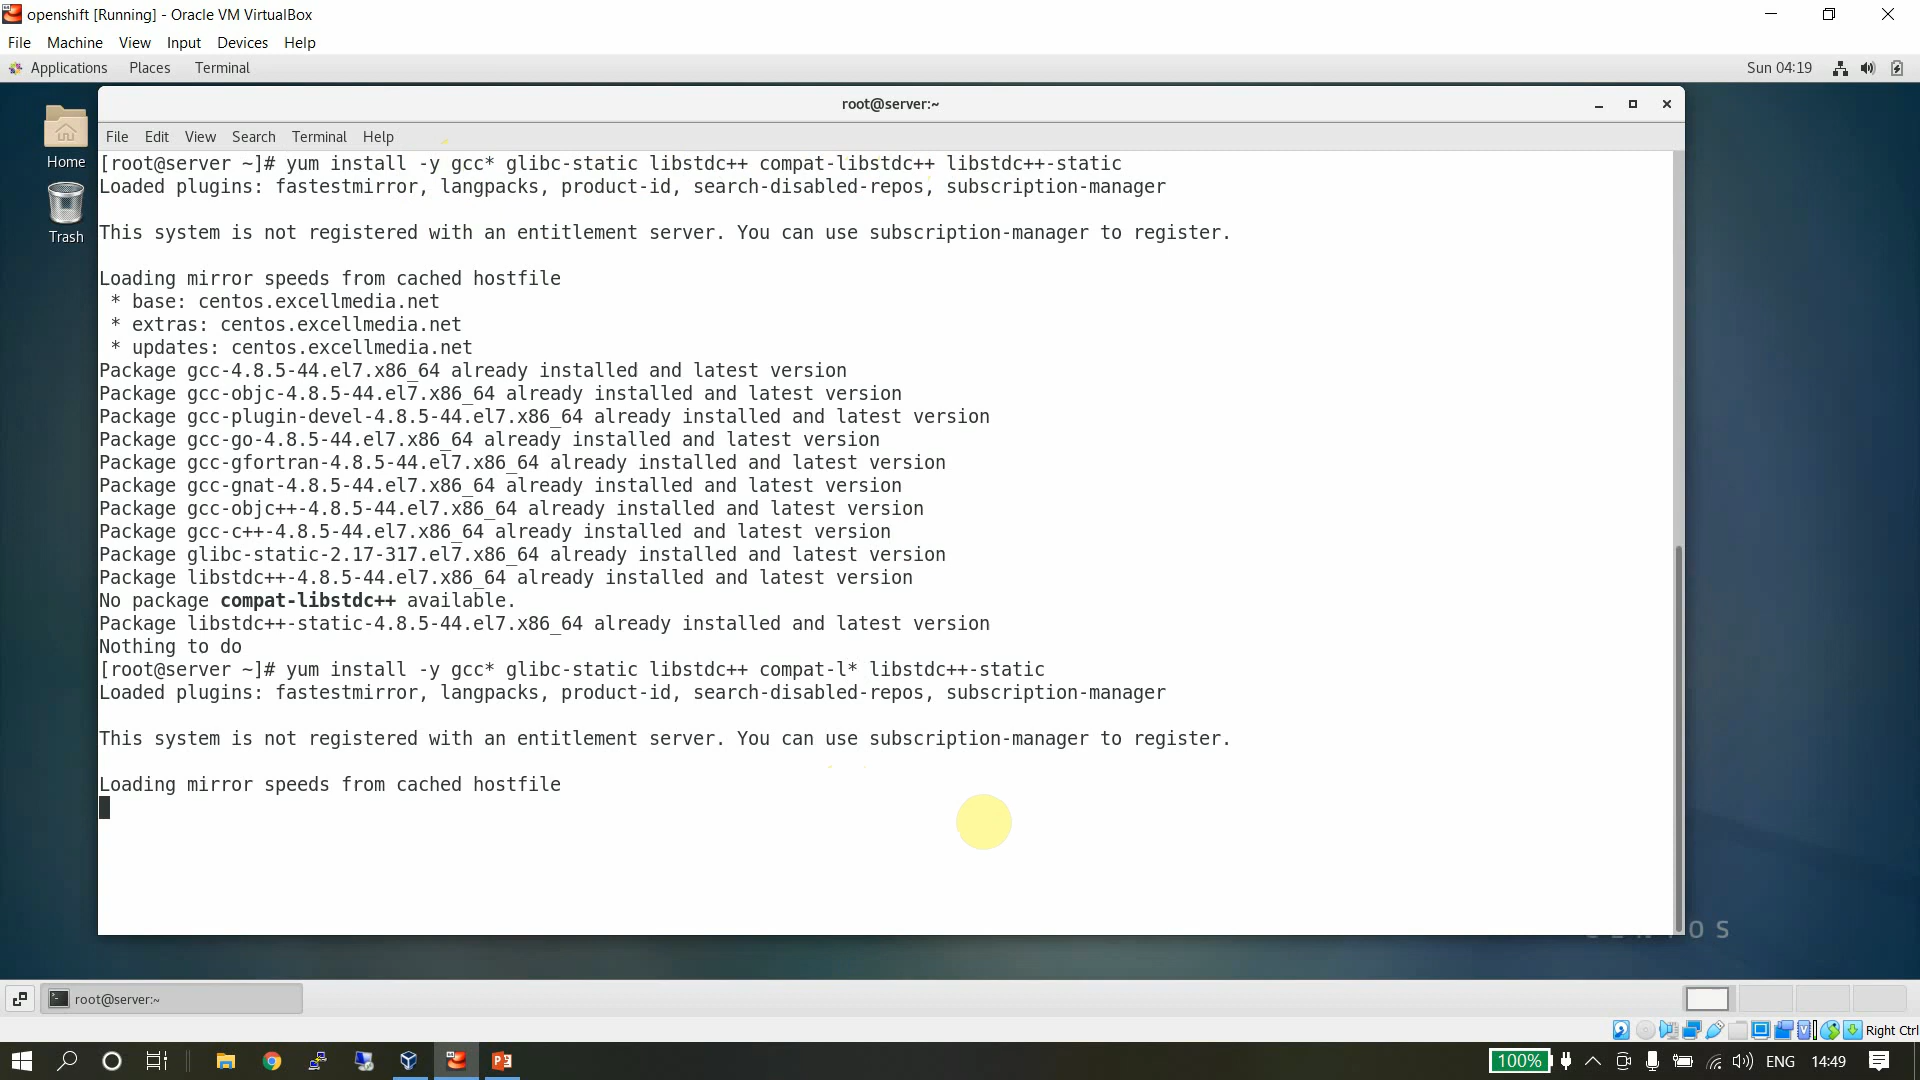 openshift [Running] - Oracle VM VirtualBox
File Machine View Input Devices Help
Applications Places Terminal Sun 04:19
root@server:~
File Edit View Search Terminal Help
Home
Trash
[root@server ~]# yum install -y gcc* glibc-static libstdc++ compat-libstdc++ libstdc++-static
Loaded plugins: fastestmirror, langpacks, product-id, search-disabled-repos, subscription-manager
This system is not registered with an entitlement server. You can use subscription-manager to register.
Loading mirror speeds from cached hostfile
* base: centos.excellmedia.net
* extras: centos.excellmedia.net
* updates: centos.excellmedia.net
Package gcc-4.8.5-44.el7.x86_64 already installed and latest version
Package gcc-objc-4.8.5-44.el7.x86_64 already installed and latest version
Package gcc-plugin-devel-4.8.5-44.el7.x86_64 already installed and latest version
Package gcc-go-4.8.5-44.el7.x86_64 already installed and latest version
Package gcc-gfortran-4.8.5-44.el7.x86_64 already installed and latest version
Package gcc-gnat-4.8.5-44.el7.x86_64 already installed and latest version
Package gcc-objc++-4.8.5-44.el7.x86_64 already installed and latest version
Package gcc-c++-4.8.5-44.el7.x86_64 already installed and latest version
Package glibc-static-2.17-317.el7.x86_64 already installed and latest version
Package libstdc++-4.8.5-44.el7.x86_64 already installed and latest version
No package compat-libstdc++ available.
Package libstdc++-static-4.8.5-44.el7.x86_64 already installed and latest version
Nothing to do
[root@server ~]# yum install -y gcc* glibc-static libstdc++ compat-l* libstdc++-static
Loaded plugins: fastestmirror, langpacks, product-id, search-disabled-repos, subscription-manager
This system is not registered with an entitlement server. You can use subscription-manager to register.
Loading mirror speeds from cached hostfile
root@server:~
Right Ctrl
100% ENG 14:49